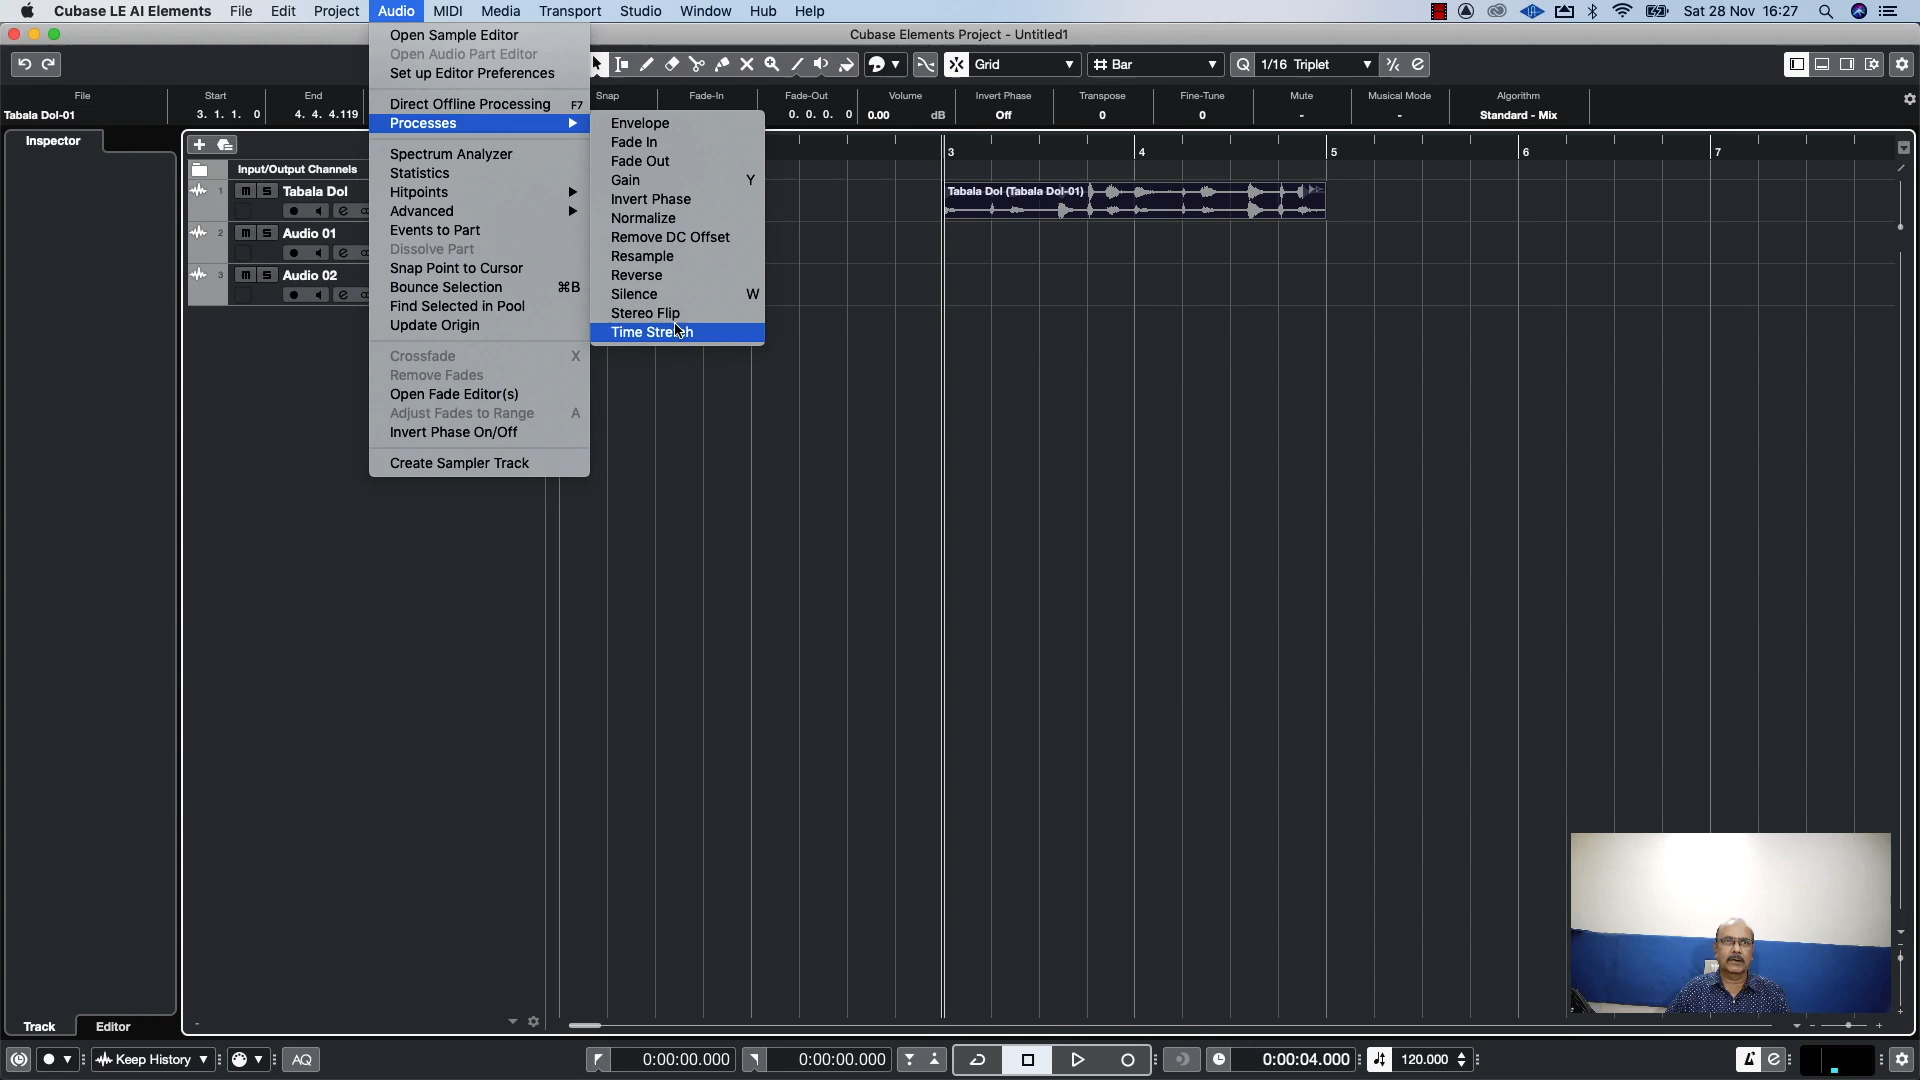 Cubase LE AI Elements File Edit Project Audio MIDI Media Transport Studio Window Hub Help Sat 28 Nov 16:27
Cubase Elements Project - Untitled1
Open Sample Editor
Open Audio Part Editor
Set up Editor Preferences
Direct Offline Processing F7
Processes
Spectrum Analyzer
Statistics
Hitpoints
Advanced
Events to Part
Dissolve Part
Snap Point to Cursor
Bounce Selection ⌘B
Find Selected in Pool
Update Origin
Crossfade X
Remove Fades
Open Fade Editor(s)
Adjust Fades to Range A
Invert Phase On/Off
Create Sampler Track
Envelope
Fade In
Fade Out
Gain Y
Invert Phase
Normalize
Remove DC Offset
Resample
Reverse
Silence W
Stereo Flip
Time Stretch
Grid Bar 1/16 Triplet
File Start End Snap Fade-In Fade-Out Volume Invert Phase Transpose Fine-Tune Mute Musical Mode Algorithm
Tabala Dol-01 3. 1. 1. 0 4. 4. 4.119 0. 0. 0. 0 0.00 dB Off 0 0 - - Standard - Mix
Inspector
3 4 5 6 7
Input/Output Channels
1 m S Tabala Dol
2 m S Audio 01
3 m S Audio 02
Tabala Dol (Tabala Dol-01)
Track Editor
Keep History AQ 0:00:00.000 0:00:00.000 0:00:04.000 120.000